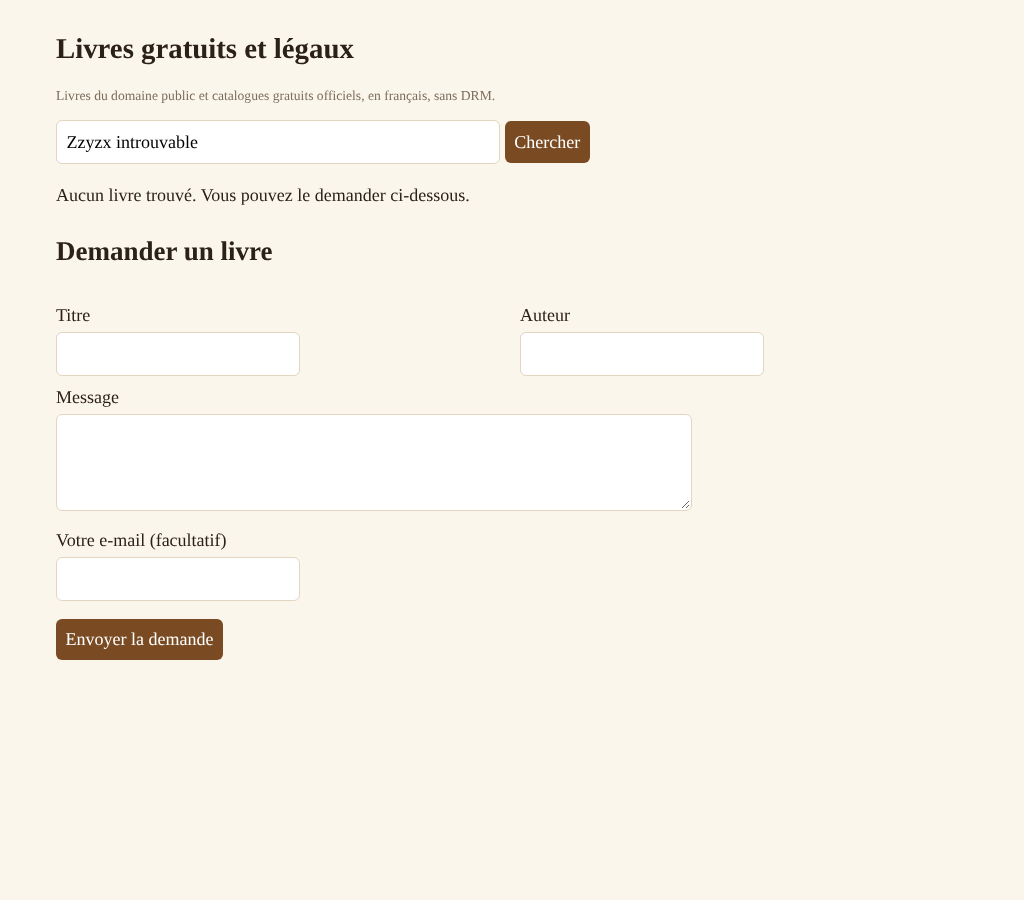 Livres gratuits et légaux
Livres du domaine public et catalogues gratuits officiels, en français, sans DRM.
Zzyzx introuvable
Chercher
Aucun livre trouvé. Vous pouvez le demander ci-dessous.
Demander un livre
Titre
Auteur
Message
Votre e-mail (facultatif)
Envoyer la demande